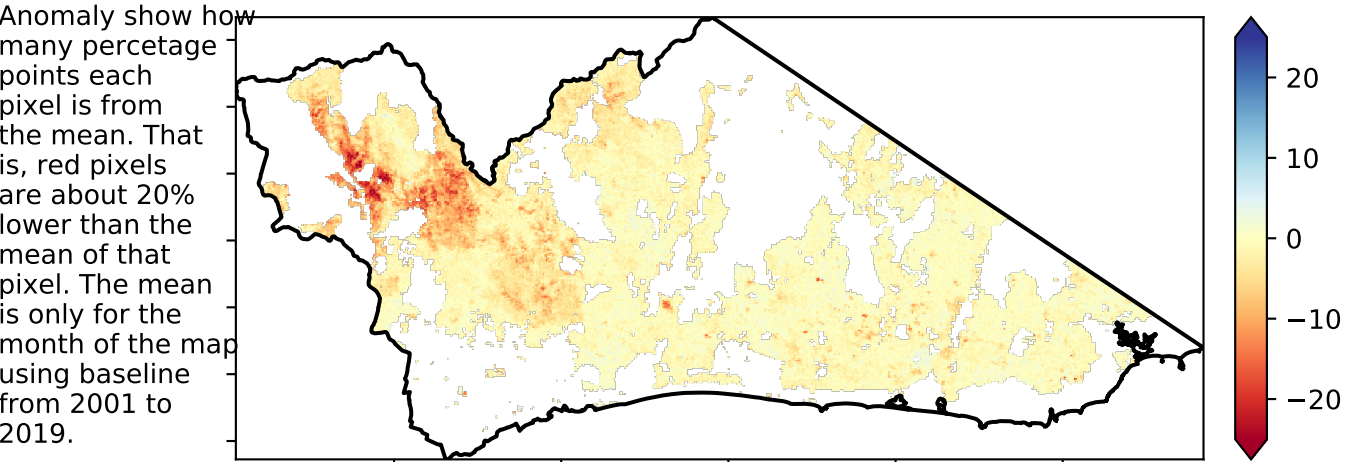 Anomaly show how
many percetage
points each
pixel is from
the mean. That
is, red pixels
are about 20%
lower than the
mean of that
pixel. The mean
is only for the
month of the map
using baseline
from 2001 to
2019.
20
10
0
−10
−20